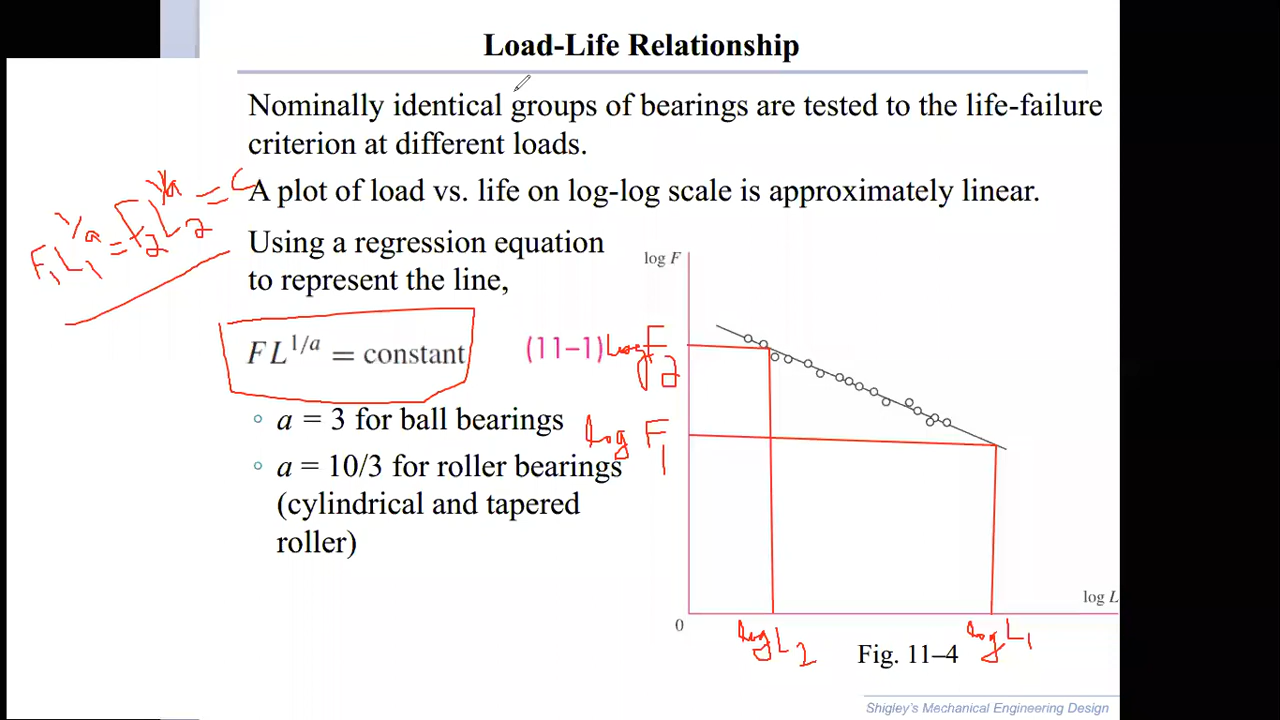 Load-Life Relationship
Nominally identical groups of bearings are tested to the life-failure
criterion at different loads.
A plot of load vs. life on log-log scale is approximately linear.
F₁L₁^1/a = F₂L₂^1/a = C
Using a regression equation
to represent the line,
FL^1/a = constant (11–1)
◦ a = 3 for ball bearings
◦ a = 10/3 for roller bearings
(cylindrical and tapered
roller)
log F
log F₂
log F₁
0
log L
log L₂
log L₁
Fig. 11–4
Shigley's Mechanical Engineering Design